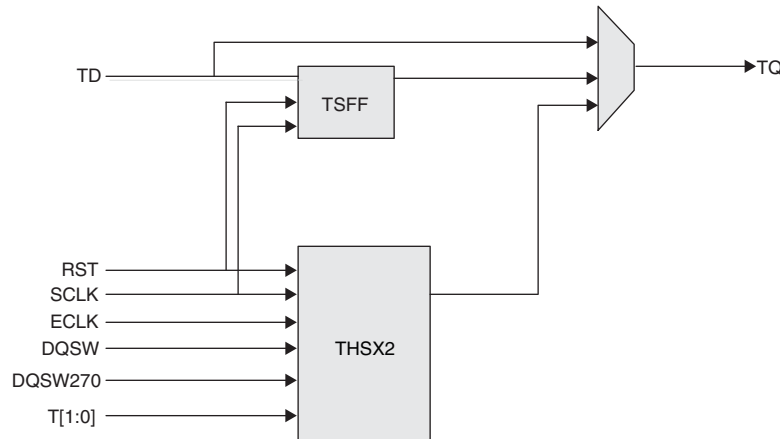 TD
TSFF
TQ
RST
SCLK
ECLK
DQSW
THSX2
DQSW270
T[1:0]